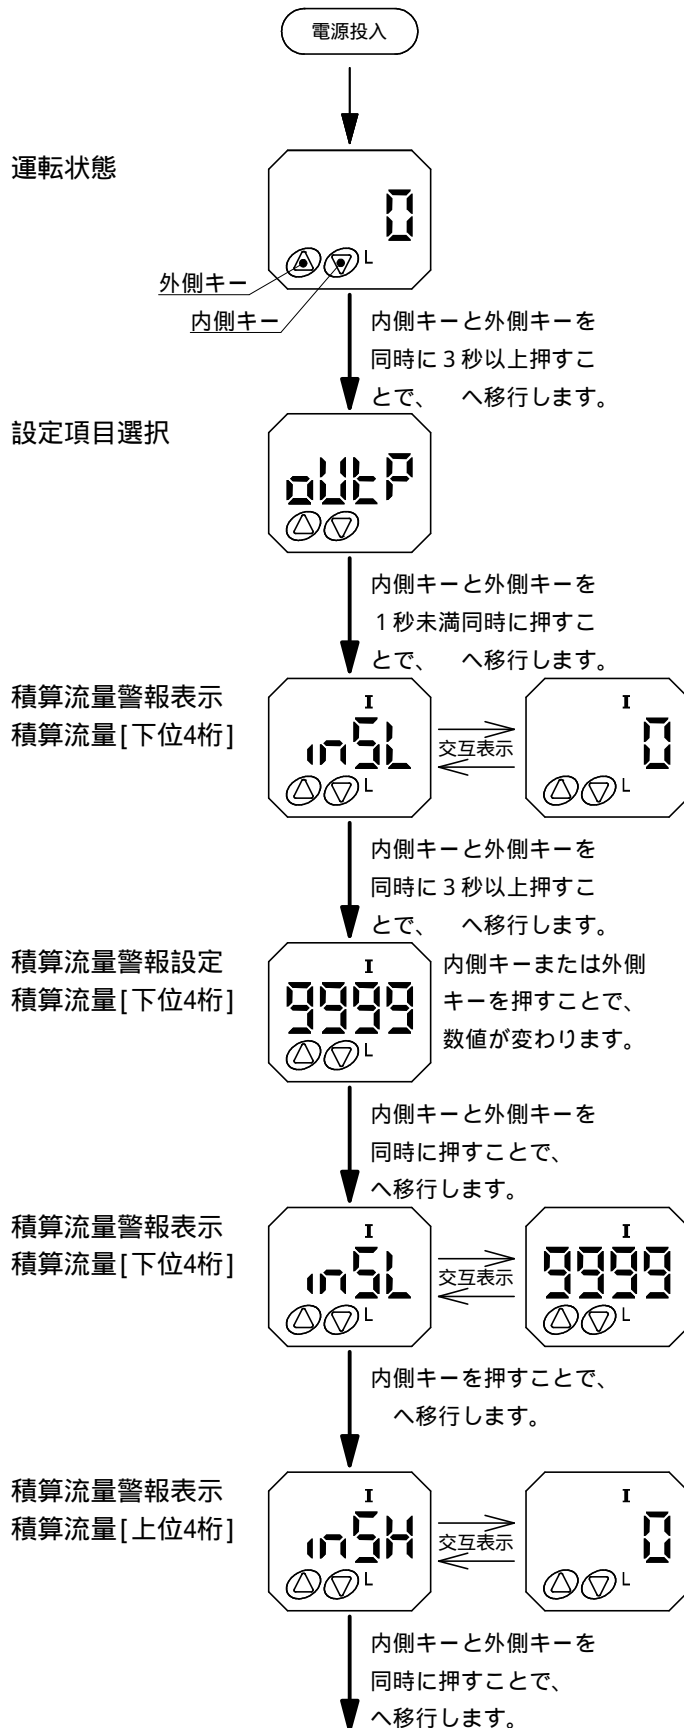 電源投入
運転状態
0
L
外側キー
内側キー
内側キーと外側キーを
同時に3秒以上押すこ
とで、　へ移行します。
設定項目選択
oUtP
内側キーと外側キーを
1秒未満同時に押すこ
とで、　へ移行します。
積算流量警報表示
積算流量[下位4桁]
I
inSL
L
交互表示
I
0
L
内側キーと外側キーを
同時に3秒以上押すこ
とで、　へ移行します。
積算流量警報設定
積算流量[下位4桁]
I
9999
L
内側キーまたは外側
キーを押すことで、
数値が変わります。
内側キーと外側キーを
同時に押すことで、
へ移行します。
積算流量警報表示
積算流量[下位4桁]
I
inSL
L
交互表示
I
9999
L
内側キーを押すことで、
へ移行します。
積算流量警報表示
積算流量[上位4桁]
I
inSH
L
交互表示
I
0
L
内側キーと外側キーを
同時に押すことで、
へ移行します。